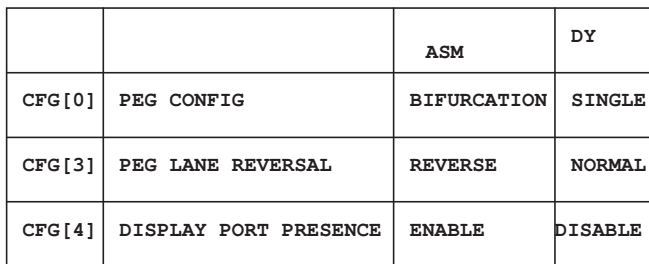 ASM DY
CFG[0] PEG CONFIG BIFURCATION SINGLE
CFG[3] PEG LANE REVERSAL REVERSE NORMAL
CFG[4] DISPLAY PORT PRESENCE ENABLE DISABLE